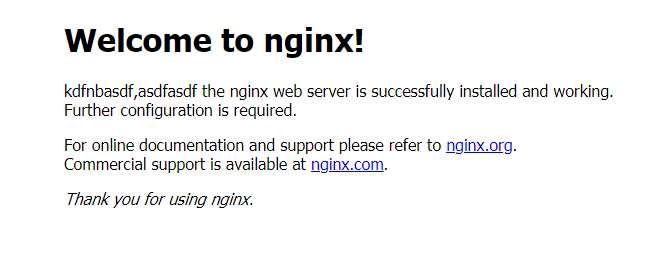 Welcome to nginx!
kdfnbasdf,asdfasdf the nginx web server is successfully installed and working.
Further configuration is required.
For online documentation and support please refer to nginx.org.
Commercial support is available at nginx.com.
Thank you for using nginx.